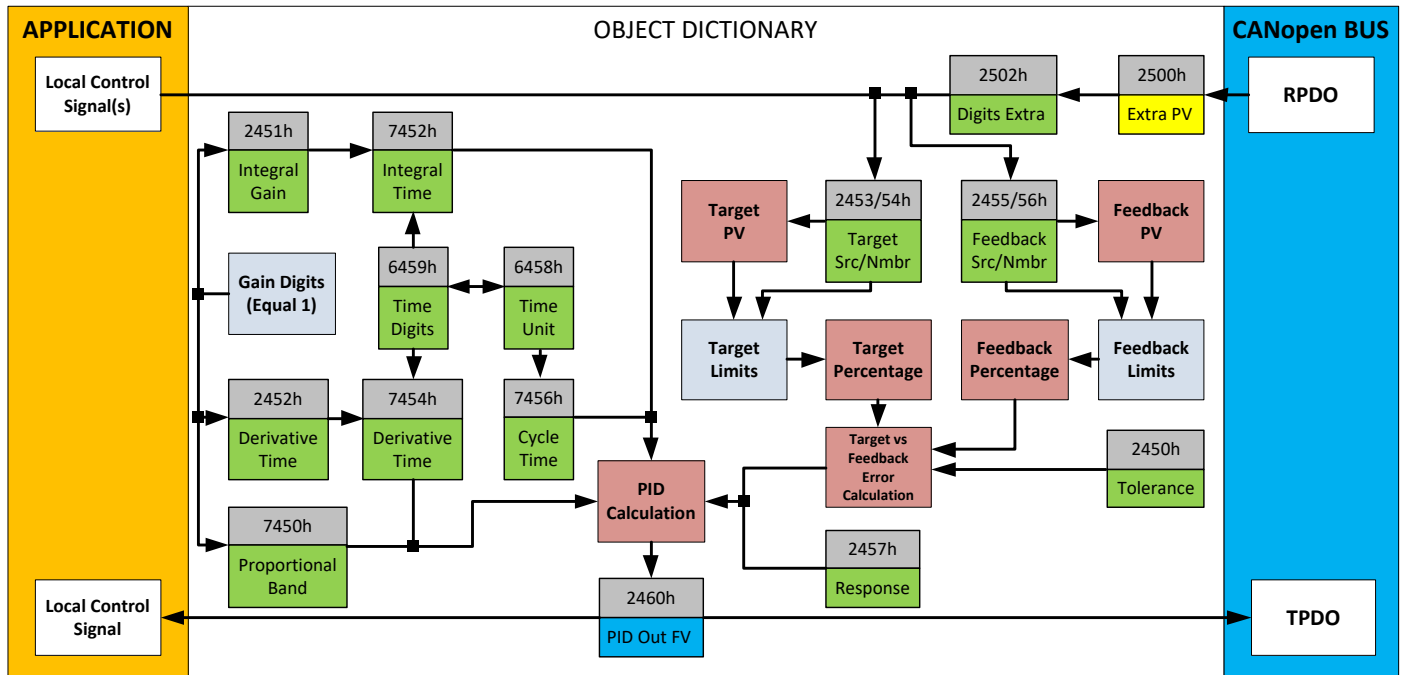 APPLICATION
OBJECT DICTIONARY
CANopen BUS
Local Control
Signal(s)
2502h
Digits Extra
2500h
Extra PV
RPDO
2451h
Integral
Gain
7452h
Integral
Time
Target
PV
2453/54h
Target
Src/Nmbr
2455/56h
Feedback
Src/Nmbr
Feedback
PV
Gain Digits
(Equal 1)
6459h
Time
Digits
6458h
Time
Unit
Target
Limits
Target
Percentage
Feedback
Percentage
Feedback
Limits
2452h
Derivative
Time
7454h
Derivative
Time
7456h
Cycle
Time
Target vs
Feedback
Error
Calculation
2450h
Tolerance
PID
Calculation
7450h
Proportional
Band
2457h
Response
Local Control
Signal
2460h
PID Out FV
TPDO